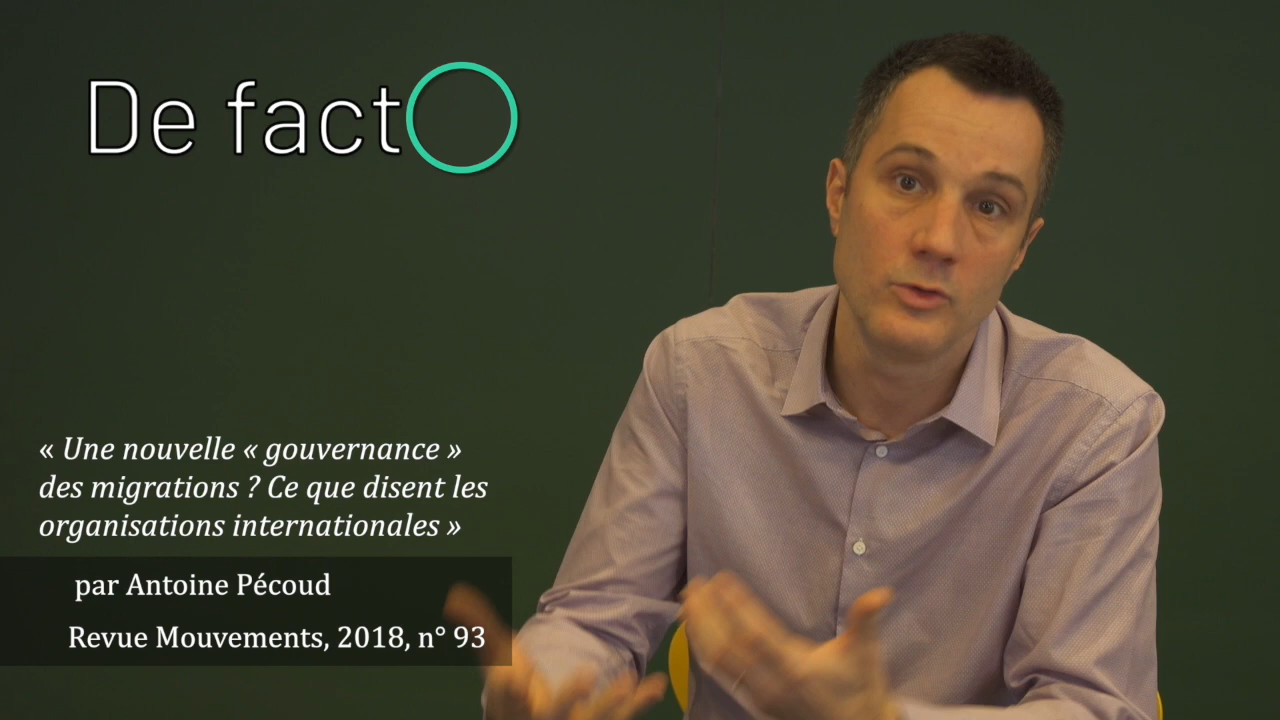 De facto
« Une nouvelle « gouvernance »
des migrations ? Ce que disent les
organisations internationales »
par Antoine Pécoud
Revue Mouvements, 2018, n° 93